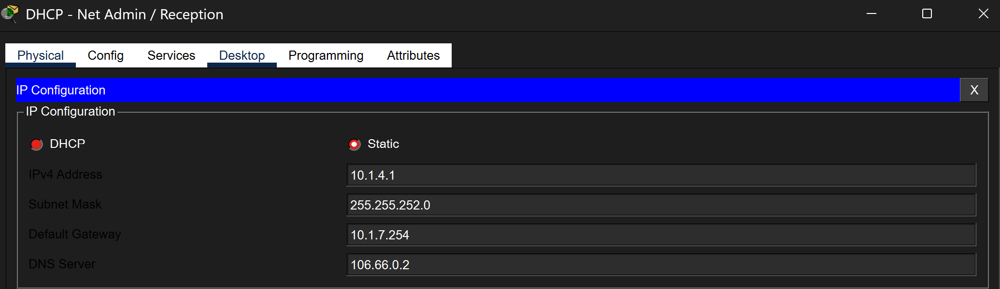 DHCP - Net Admin / Reception
Physical Config Services Desktop Programming Attributes
IP Configuration X
IP Configuration
DHCP Static
IPv4 Address 10.1.4.1
Subnet Mask 255.255.252.0
Default Gateway 10.1.7.254
DNS Server 106.66.0.2